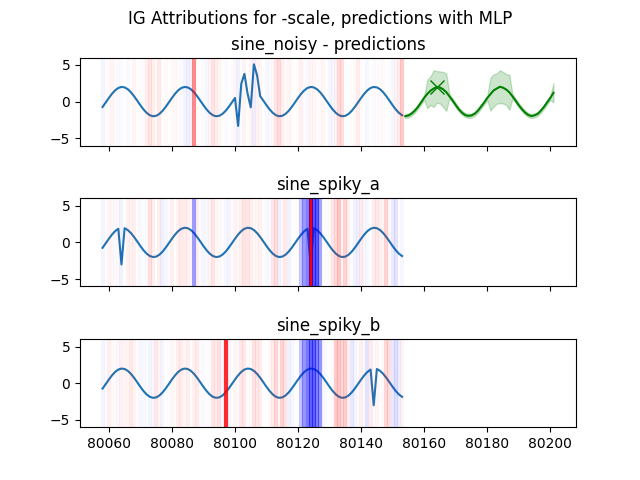 IG Attributions for -scale, predictions with MLP
sine_noisy - predictions
5
0
−5
sine_spiky_a
5
0
−5
sine_spiky_b
5
0
−5
80060 80080 80100 80120 80140 80160 80180 80200